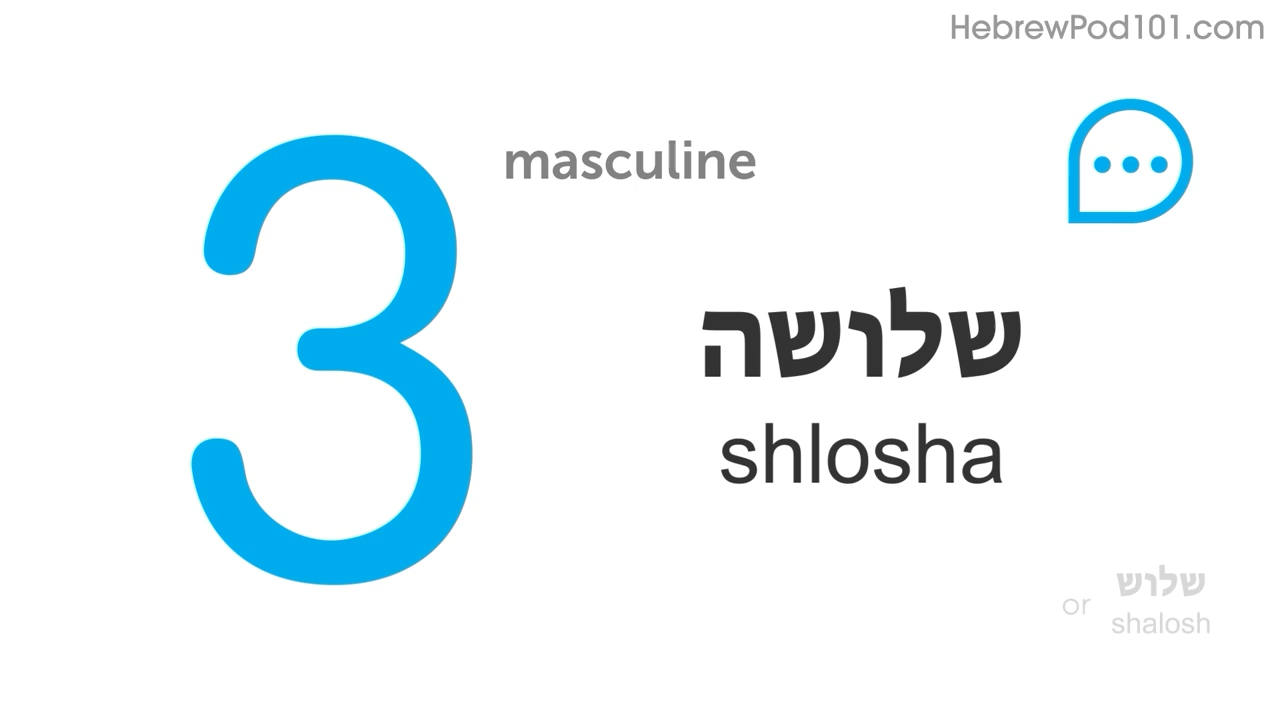 HebrewPod101.com
3
masculine
שלושה
shlosha
שלוש
or
shalosh